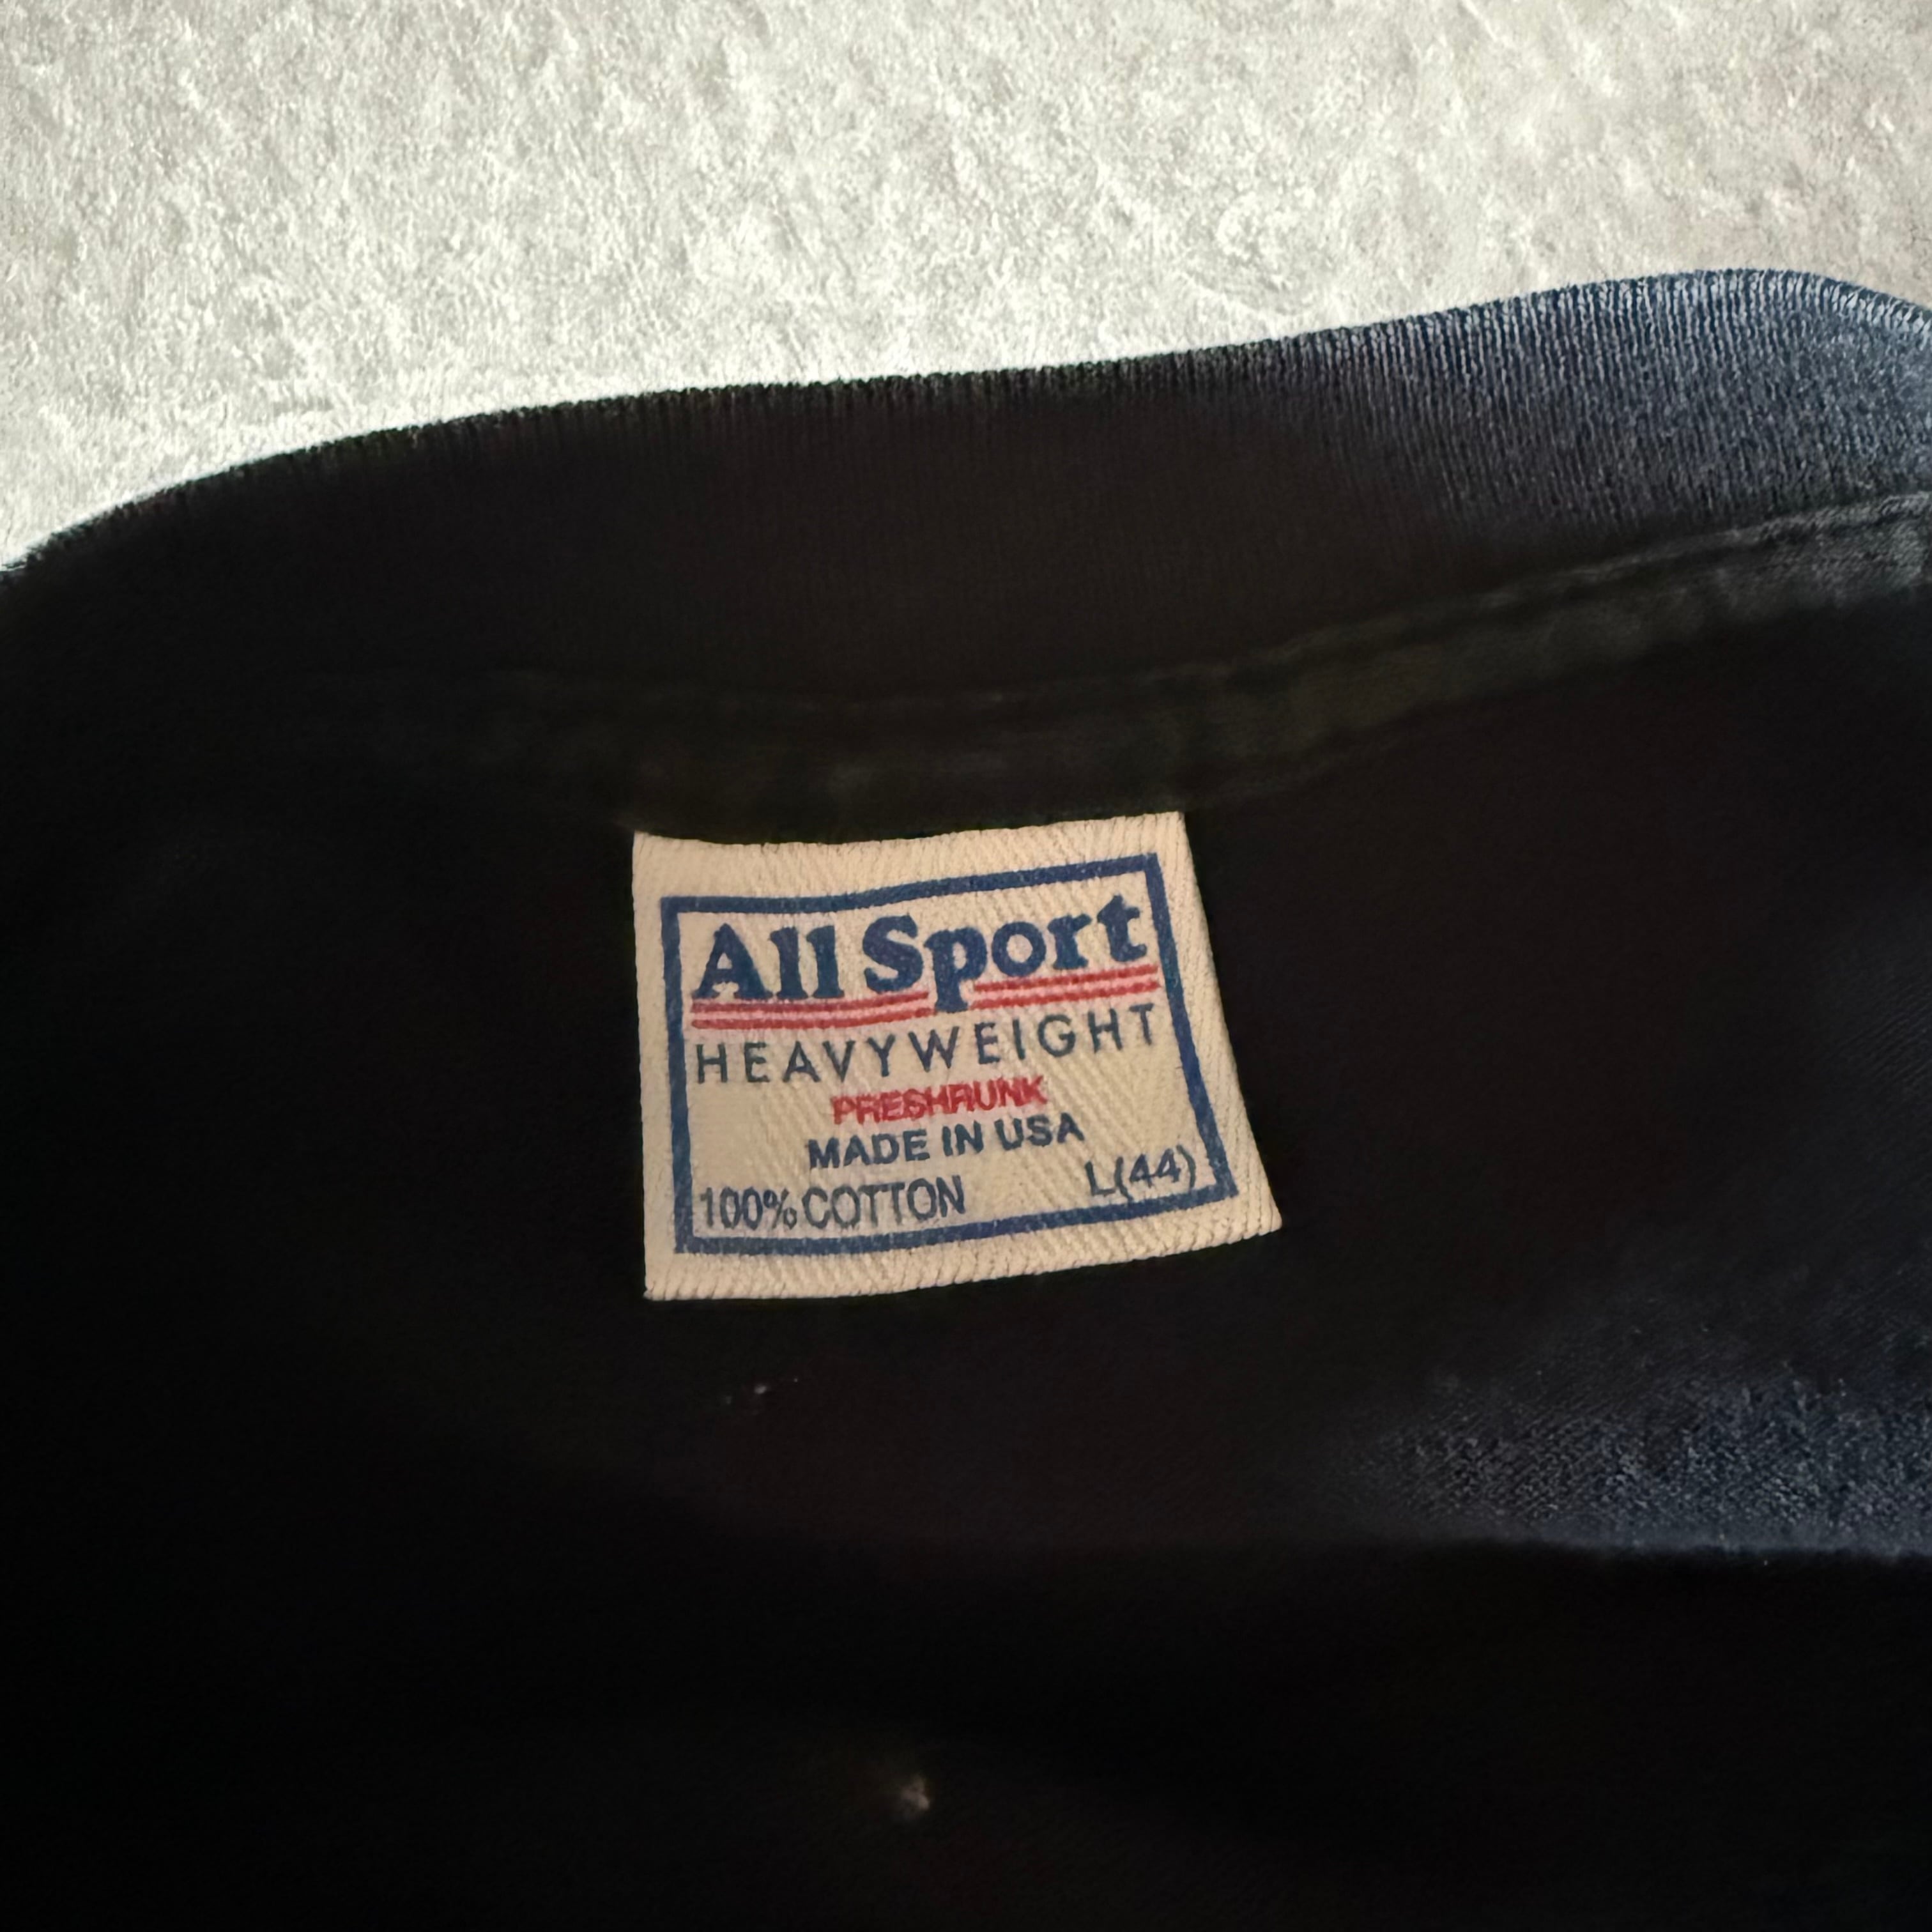 All Sport
HEAVYWEIGHT
PRESHRUNK
MADE IN USA
100% COTTON L(44)